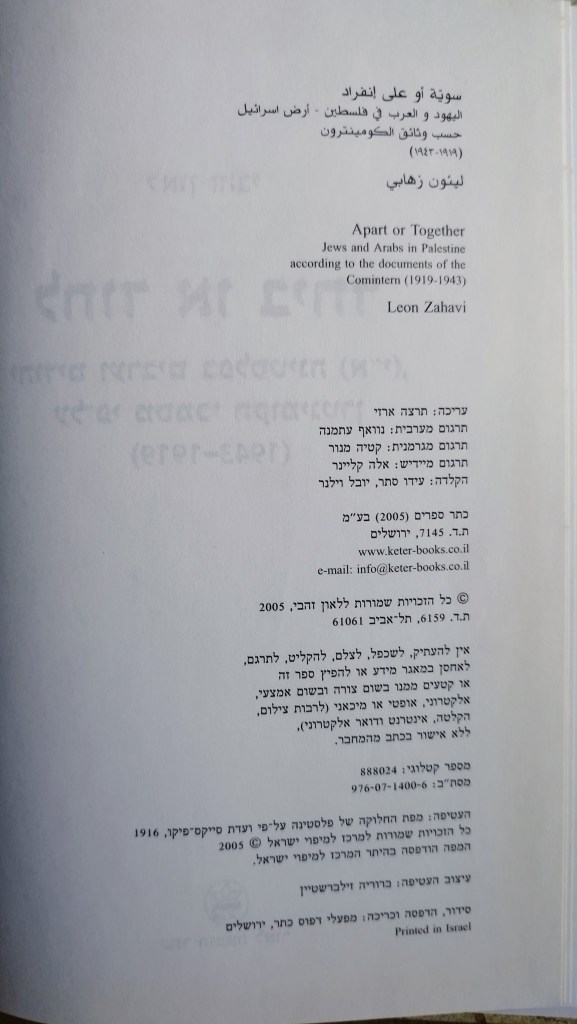 سويّة أو على إنفراد
اليهود و العرب في فلسطين - أرض اسرائيل
حسب وثائق الكومينترون
(١٩١٩-١٩٤٣)
ليئون زهابي
Apart or Together
Jews and Arabs in Palestine
according to the documents of the
Comintern (1919-1943)
Leon Zahavi
עריכה: תרצה ארזי
תרגום מערבית: נוואף עתמנה
תרגום מגרמנית: קטיה מנור
תרגום מיידיש: אלה קליינר
הקלדה: עידו סתר, יובל וילנר
כתר ספרים (2005) בע״מ
ת.ד. 7145, ירושלים
www.keter-books.co.il
e-mail: info@keter-books.co.il
© כל הזכויות שמורות ללאון זהבי, 2005
ת.ד. 6159, תל־אביב 61061
אין להעתיק, לשכפל, לצלם, להקליט, לתרגם,
לאחסן במאגר מידע או להפיץ ספר זה
או קטעים ממנו בשום צורה ובשום אמצעי,
אלקטרוני, אופטי או מיכאני (לרבות צילום,
הקלטה, אינטרנט ודואר אלקטרוני),
ללא אישור בכתב מהמחבר.
מספר קטלוגי: 888024
מסת״ב: 976-07-1400-6
העטיפה: מפת החלוקה של פלסטינה על־פי ועדת סייקס־פיקו, 1916
כל הזכויות שמורות למרכז למיפוי ישראל © 2005
המפה הודפסה בהיתר המרכז למיפוי ישראל.
עיצוב העטיפה: ברוריה זילברשטיין
סידור, הדפסה וכריכה: מפעלי דפוס כתר, ירושלים
Printed in Israel